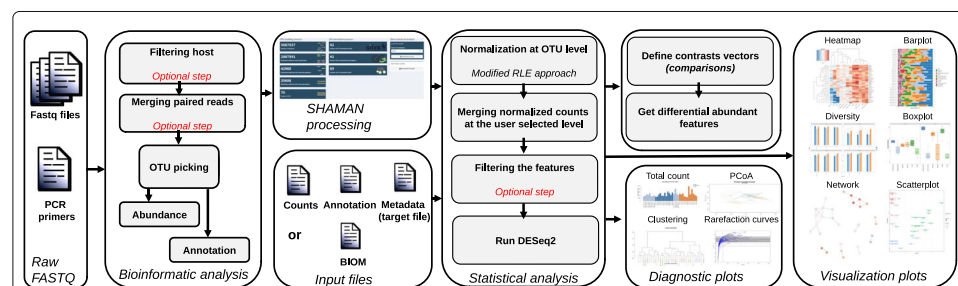 Fastq files
PCR
primers
Raw
FASTQ
Filtering host
Optional step
Merging paired reads
Optional step
OTU picking
Abundance
Annotation
Bioinformatic analysis
SHAMAN
processing
Counts
Annotation
Metadata
(target file)
or
BIOM
Input files
Normalization at OTU level
Modified RLE approach
Merging normalized counts
at the user selected level
Filtering the features
Optional step
Run DESeq2
Statistical analysis
Define contrasts vectors
(comparisons)
Get differential abundant
features
Total count
PCoA
Clustering
Rarefaction curves
Diagnostic plots
Heatmap
Barplot
Diversity
Boxplot
Network
Scatterplot
Visualization plots